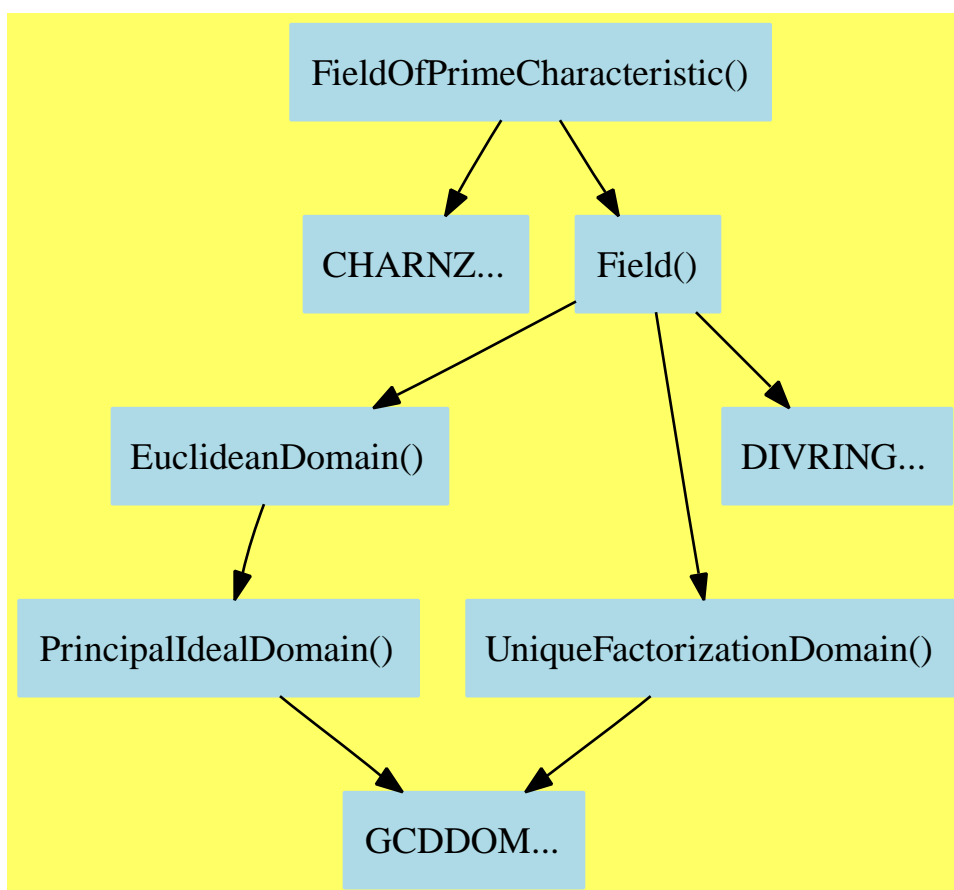 FieldOfPrimeCharacteristic()
CHARNZ...
Field()
EuclideanDomain()
DIVRING...
PrincipalIdealDomain()
UniqueFactorizationDomain()
GCDDOM...